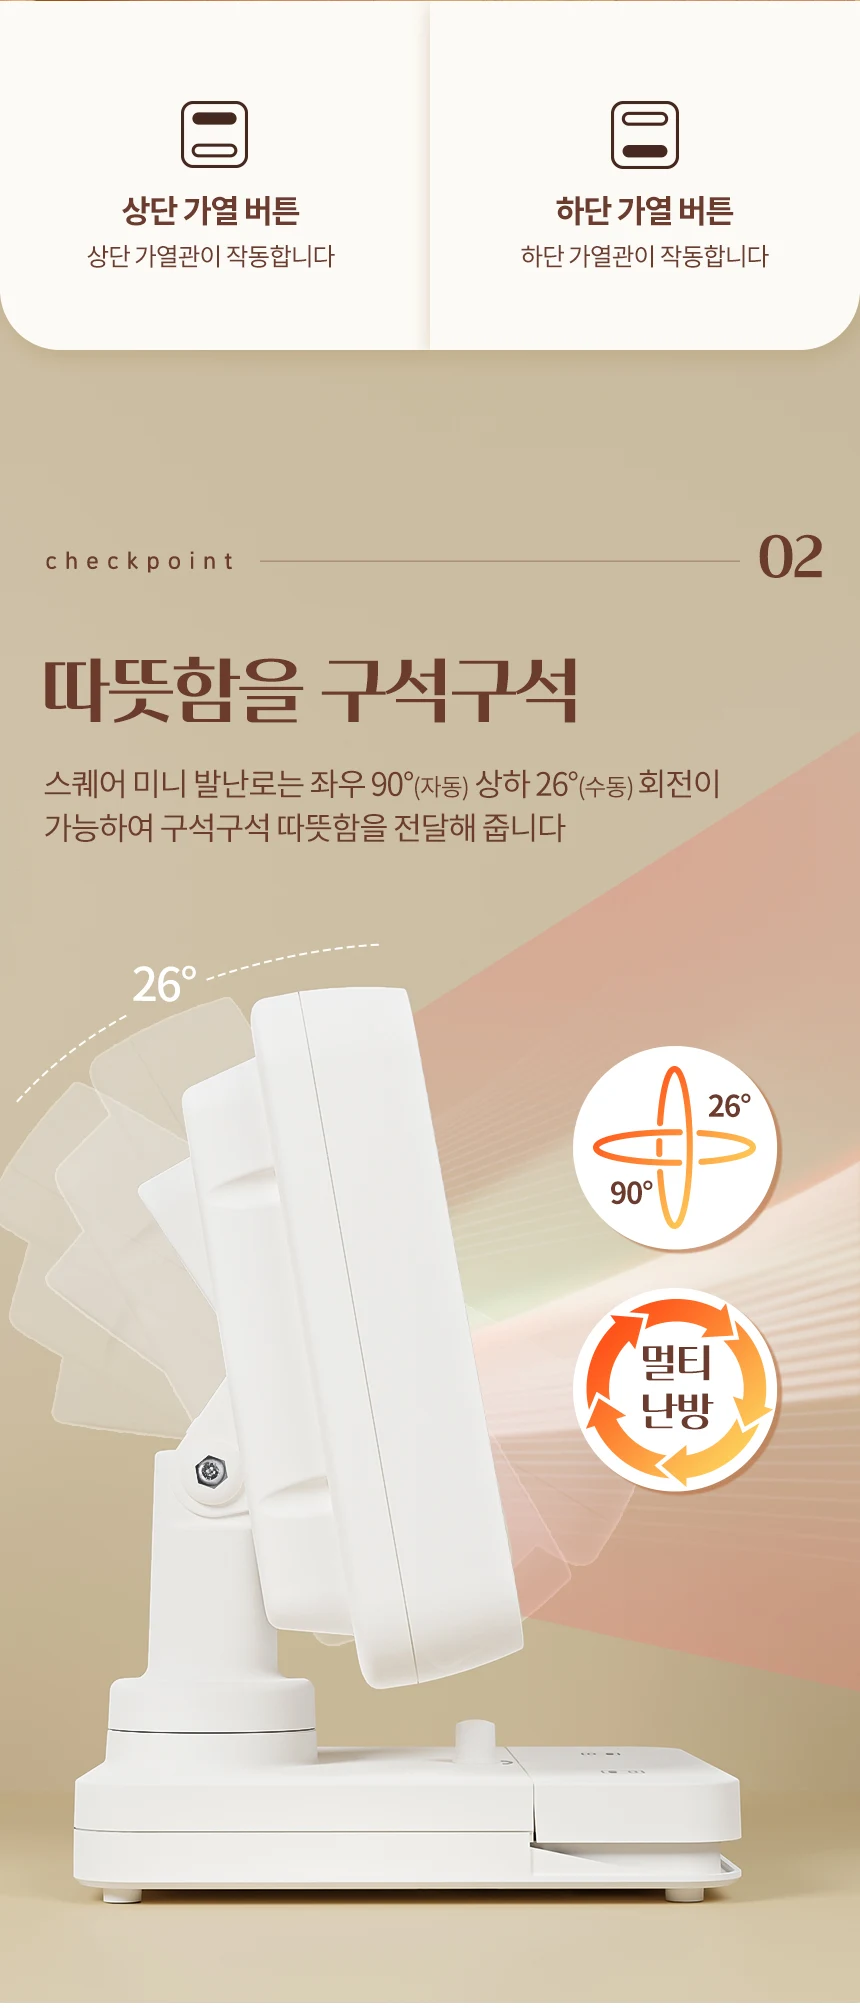 상단 가열 버튼
상단 가열관이 작동합니다
하단 가열 버튼
하단 가열관이 작동합니다
checkpoint
02
따뜻함을 구석구석
스퀘어 미니 발난로는 좌우 90°(자동) 상하 26°(수동) 회전이
가능하여 구석구석 따뜻함을 전달해 줍니다
26°
26°
90°
멀티
난방